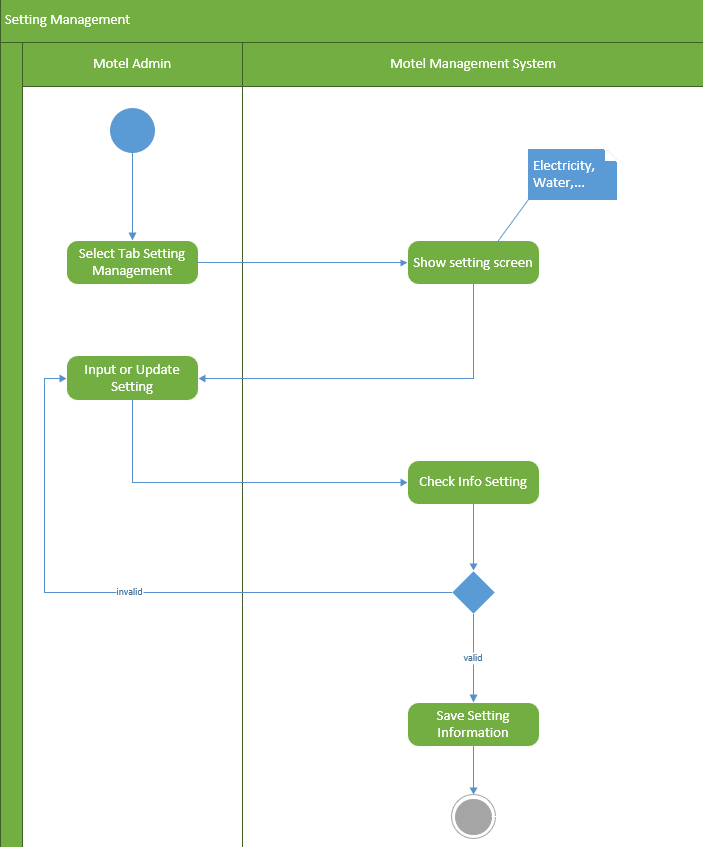 Setting Management
Motel Admin
Motel Management System
Electricity,
Water,...
Select Tab Setting
Management
Show setting screen
Input or Update
Setting
Check Info Setting
invalid
valid
Save Setting
Information